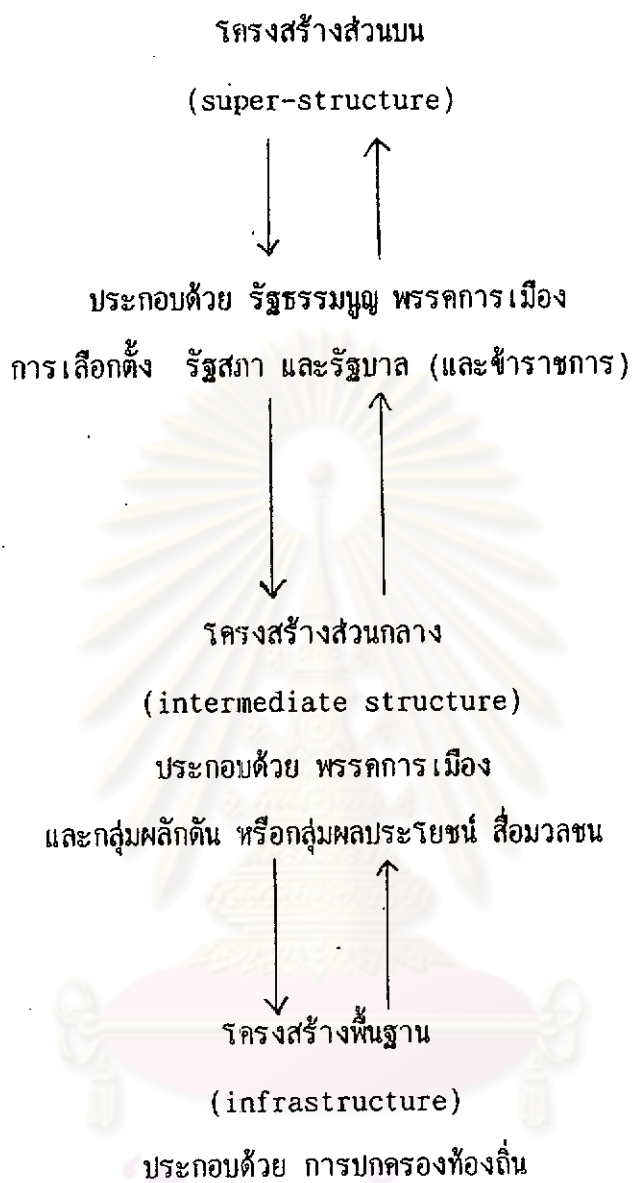 โครงสร้างส่วนบน
(super-structure)
ประกอบด้วย รัฐธรรมนูญ พรรคการเมือง
การเลือกตั้ง รัฐสภา และรัฐบาล (และข้าราชการ)
โครงสร้างส่วนกลาง
(intermediate structure)
ประกอบด้วย พรรคการเมือง
และกลุ่มผลักดัน หรือกลุ่มผลประโยชน์ สื่อมวลชน
โครงสร้างพื้นฐาน
(infrastructure)
ประกอบด้วย การปกครองท้องถิ่น